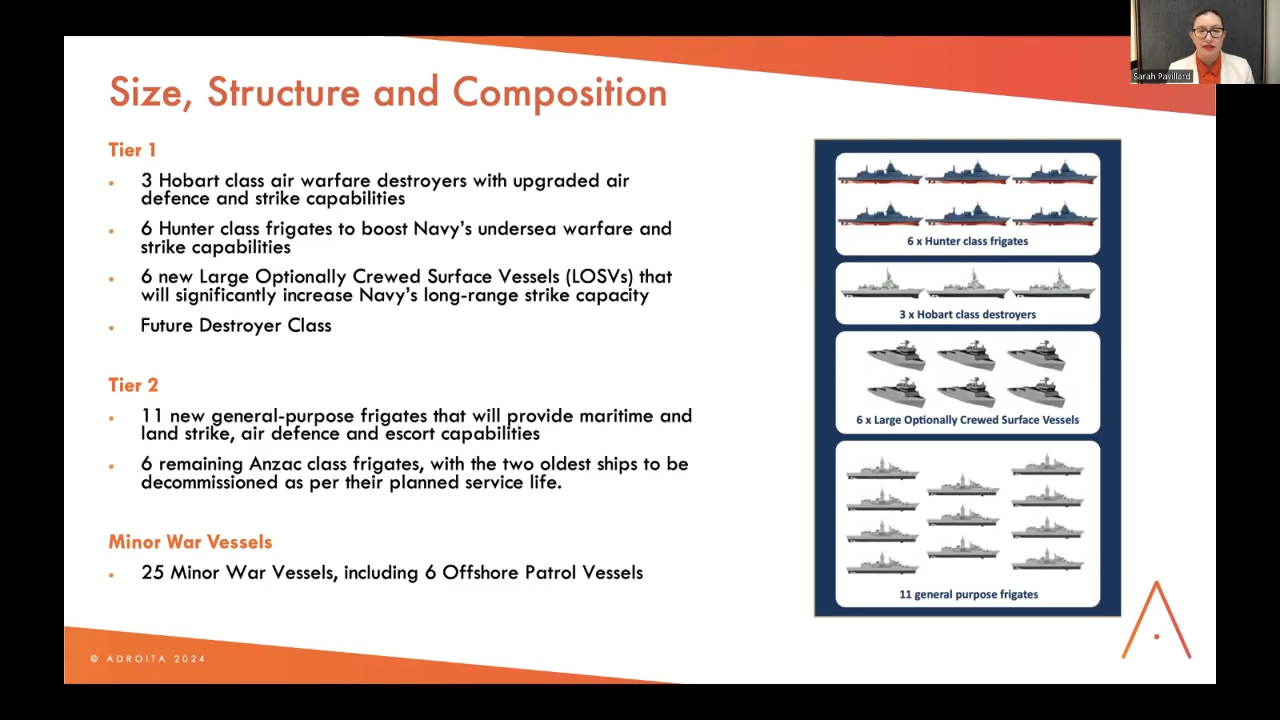 Sarah Pavillard
Size, Structure and Composition
Tier 1
• 3 Hobart class air warfare destroyers with upgraded air
defence and strike capabilities
• 6 Hunter class frigates to boost Navy’s undersea warfare and
strike capabilities
• 6 new Large Optionally Crewed Surface Vessels (LOSVs) that
will significantly increase Navy’s long-range strike capacity
• Future Destroyer Class
Tier 2
• 11 new general-purpose frigates that will provide maritime and
land strike, air defence and escort capabilities
• 6 remaining Anzac class frigates, with the two oldest ships to be
decommissioned as per their planned service life.
Minor War Vessels
• 25 Minor War Vessels, including 6 Offshore Patrol Vessels
6 x Hunter class frigates
3 x Hobart class destroyers
6 x Large Optionally Crewed Surface Vessels
11 general purpose frigates
© ADROITA 2024